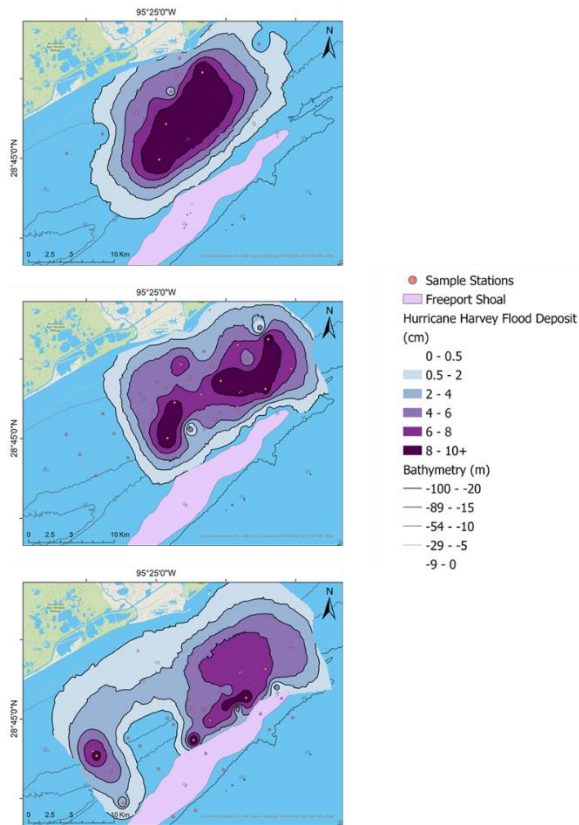 95°25'0"W
N
28°45'0"N
0 2.5 5 10 Km
95°25'0"W
N
28°45'0"N
0 2.5 5 10 Km
Sample Stations
Freeport Shoal
Hurricane Harvey Flood Deposit
(cm)
0 - 0.5
0.5 - 2
2 - 4
4 - 6
6 - 8
8 - 10+
Bathymetry (m)
-100 - -20
-89 - -15
-54 - -10
-29 - -5
-9 - 0
95°25'0"W
N
28°45'0"N
0 2.5 5 10 Km